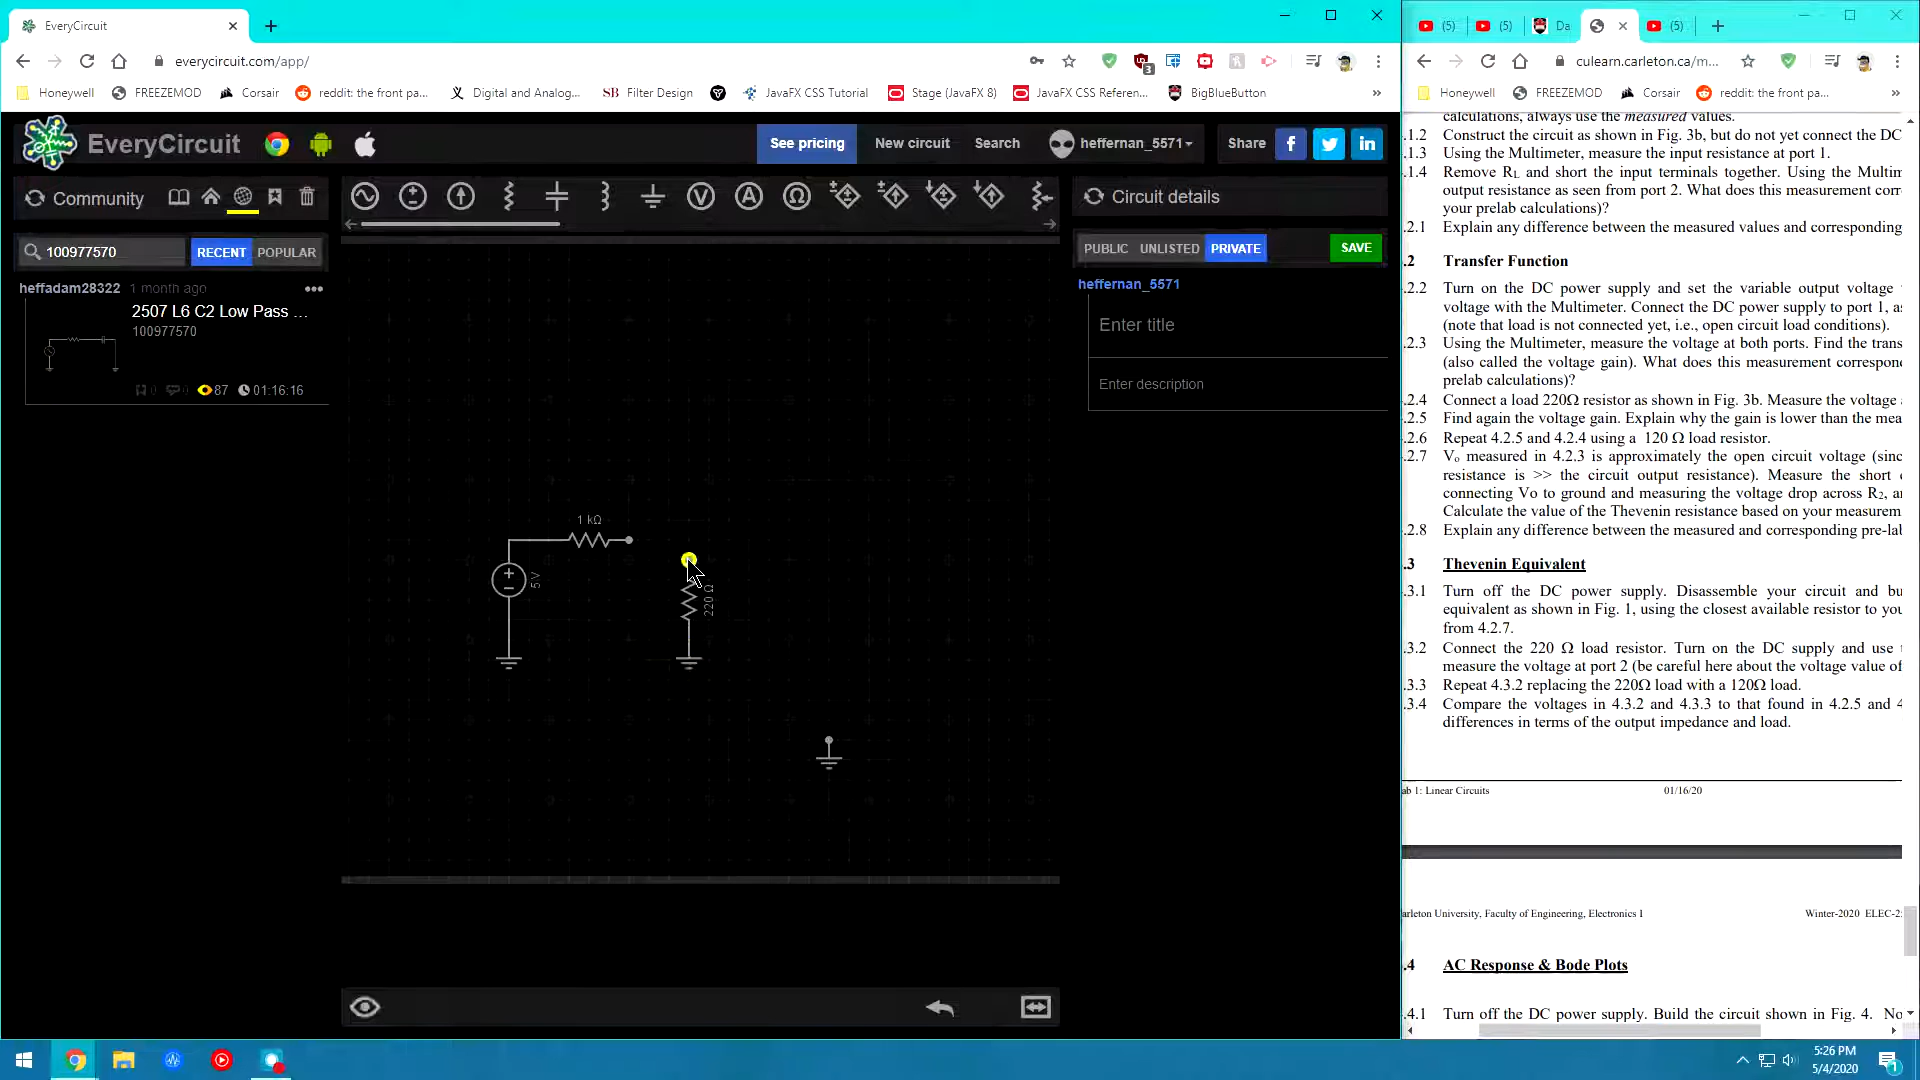 EveryCircuit
everycircuit.com/app/
3
Honeywell FREEZEMOD Corsair reddit: the front pa... Digital and Analog... SB Filter Design JavaFX CSS Tutorial Stage (JavaFX 8) JavaFX CSS Referen... BigBlueButton »
EveryCircuit
See pricing New circuit Search heffernan_5571 Share
Community
100977570 RECENT POPULAR
heffadam28322 1 month ago
2507 L6 C2 Low Pass ...
100977570
0 0 87 01:16:16
V A Ω
Circuit details
PUBLIC UNLISTED PRIVATE SAVE
heffernan_5571
Enter title
Enter description
1 kΩ
5 V
220 Ω
(5) (5) Da (5)
culearn.carleton.ca/m...
Honeywell FREEZEMOD Corsair reddit: the front pa... »
calculations, always use the measured values.
.1.2 Construct the circuit as shown in Fig. 3b, but do not yet connect the DC
.1.3 Using the Multimeter, measure the input resistance at port 1.
.1.4 Remove RL and short the input terminals together. Using the Multim
output resistance as seen from port 2. What does this measurement corr
your prelab calculations)?
.2.1 Explain any difference between the measured values and corresponding
.2 Transfer Function
.2.2 Turn on the DC power supply and set the variable output voltage
voltage with the Multimeter. Connect the DC power supply to port 1, as
(note that load is not connected yet, i.e., open circuit load conditions).
.2.3 Using the Multimeter, measure the voltage at both ports. Find the trans
(also called the voltage gain). What does this measurement correspond
prelab calculations)?
.2.4 Connect a load 220Ω resistor as shown in Fig. 3b. Measure the voltage
.2.5 Find again the voltage gain. Explain why the gain is lower than the mea
.2.6 Repeat 4.2.5 and 4.2.4 using a 120 Ω load resistor.
.2.7 Vo measured in 4.2.3 is approximately the open circuit voltage (sinc
resistance is >> the circuit output resistance). Measure the short
connecting Vo to ground and measuring the voltage drop across R2, an
Calculate the value of the Thevenin resistance based on your measurem
.2.8 Explain any difference between the measured and corresponding pre-lab
.3 Thevenin Equivalent
.3.1 Turn off the DC power supply. Disassemble your circuit and bu
equivalent as shown in Fig. 1, using the closest available resistor to you
from 4.2.7.
.3.2 Connect the 220 Ω load resistor. Turn on the DC supply and use
measure the voltage at port 2 (be careful here about the voltage value of
.3.3 Repeat 4.3.2 replacing the 220Ω load with a 120Ω load.
.3.4 Compare the voltages in 4.3.2 and 4.3.3 to that found in 4.2.5 and 4
differences in terms of the output impedance and load.
ab 1: Linear Circuits 01/16/20
arleton University, Faculty of Engineering, Electronics I Winter-2020 ELEC-2
.4 AC Response & Bode Plots
.4.1 Turn off the DC power supply. Build the circuit shown in Fig. 4. No
5:26 PM
5/4/2020
1